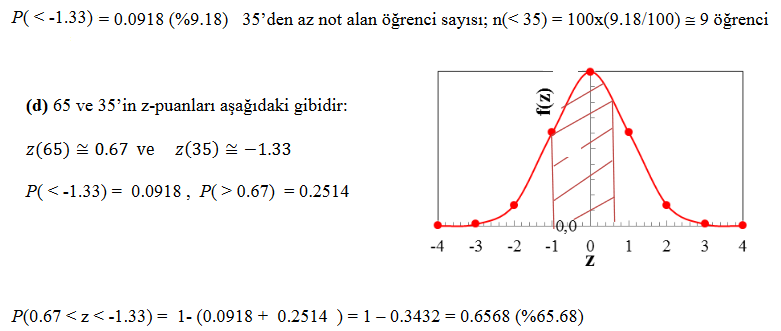 P( < -1.33) = 0.0918 (%9.18) 35’den az not alan öğrenci sayısı; n(< 35) = 100x(9.18/100) ≅ 9 öğrenci
(d) 65 ve 35’in z-puanları aşağıdaki gibidir:
z(65) ≅ 0.67 ve z(35) ≅ −1.33
P( < -1.33) = 0.0918 , P( > 0.67) = 0.2514
f(z)
0,0
-4 -3 -2 -1 0 1 2 3 4
z
P(0.67 < z < -1.33) = 1- (0.0918 + 0.2514 ) = 1 – 0.3432 = 0.6568 (%65.68)